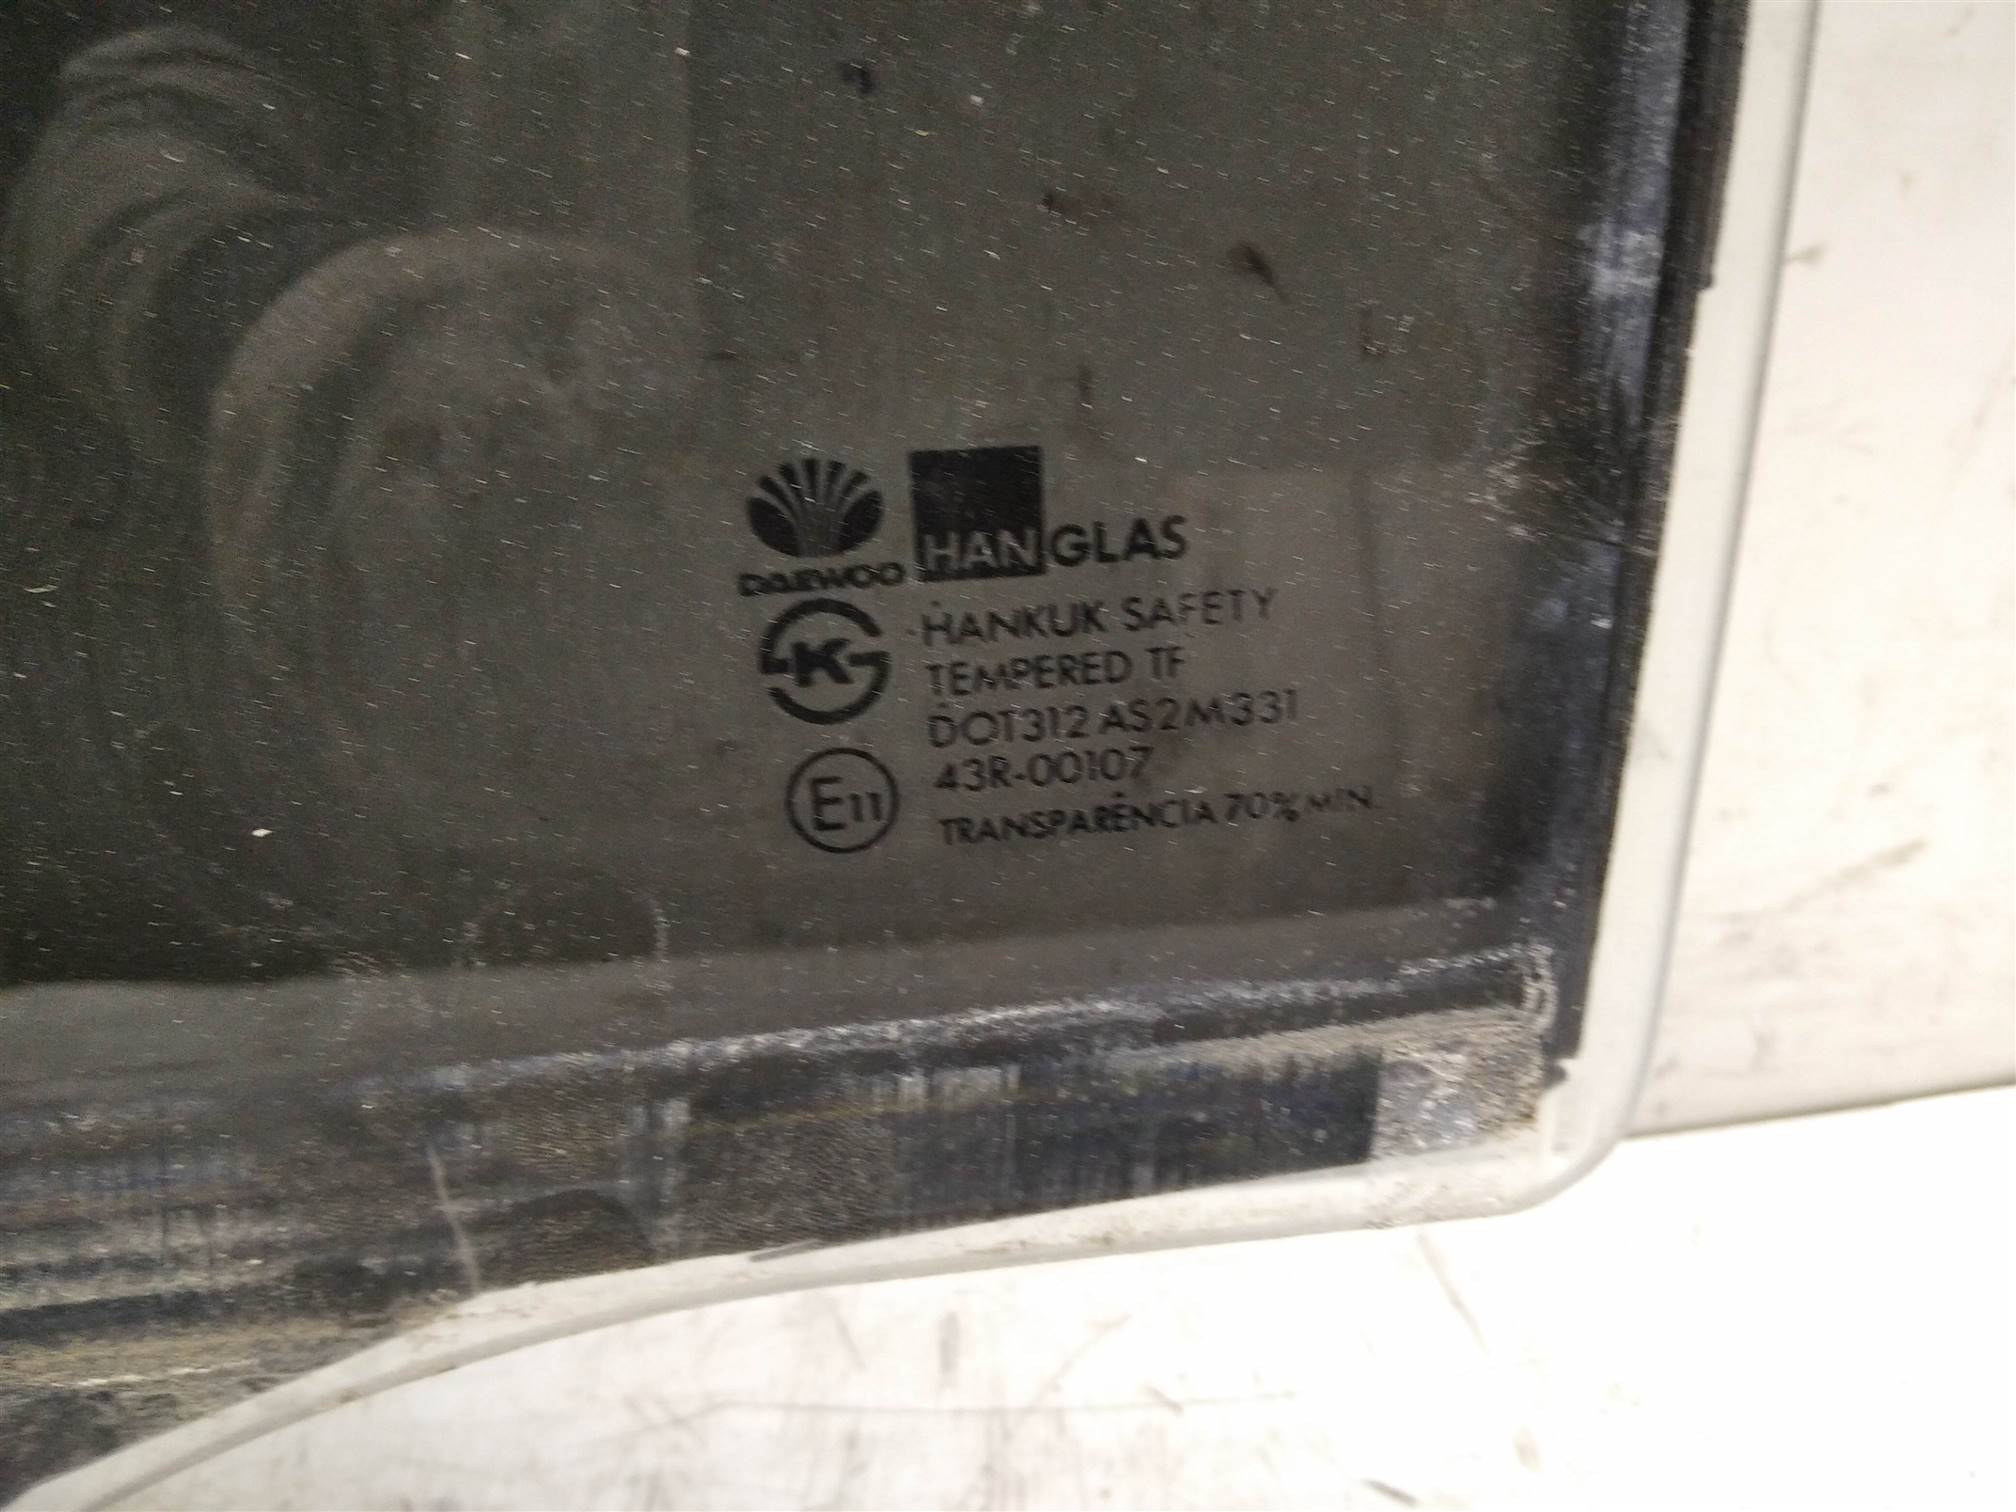 DAEWOO
HANGLAS
K
HANKUK SAFETY
TEMPERED TF
DOT312 AS2M331
43R-00107
E11
TRANSPARÊNCIA 70% MIN.